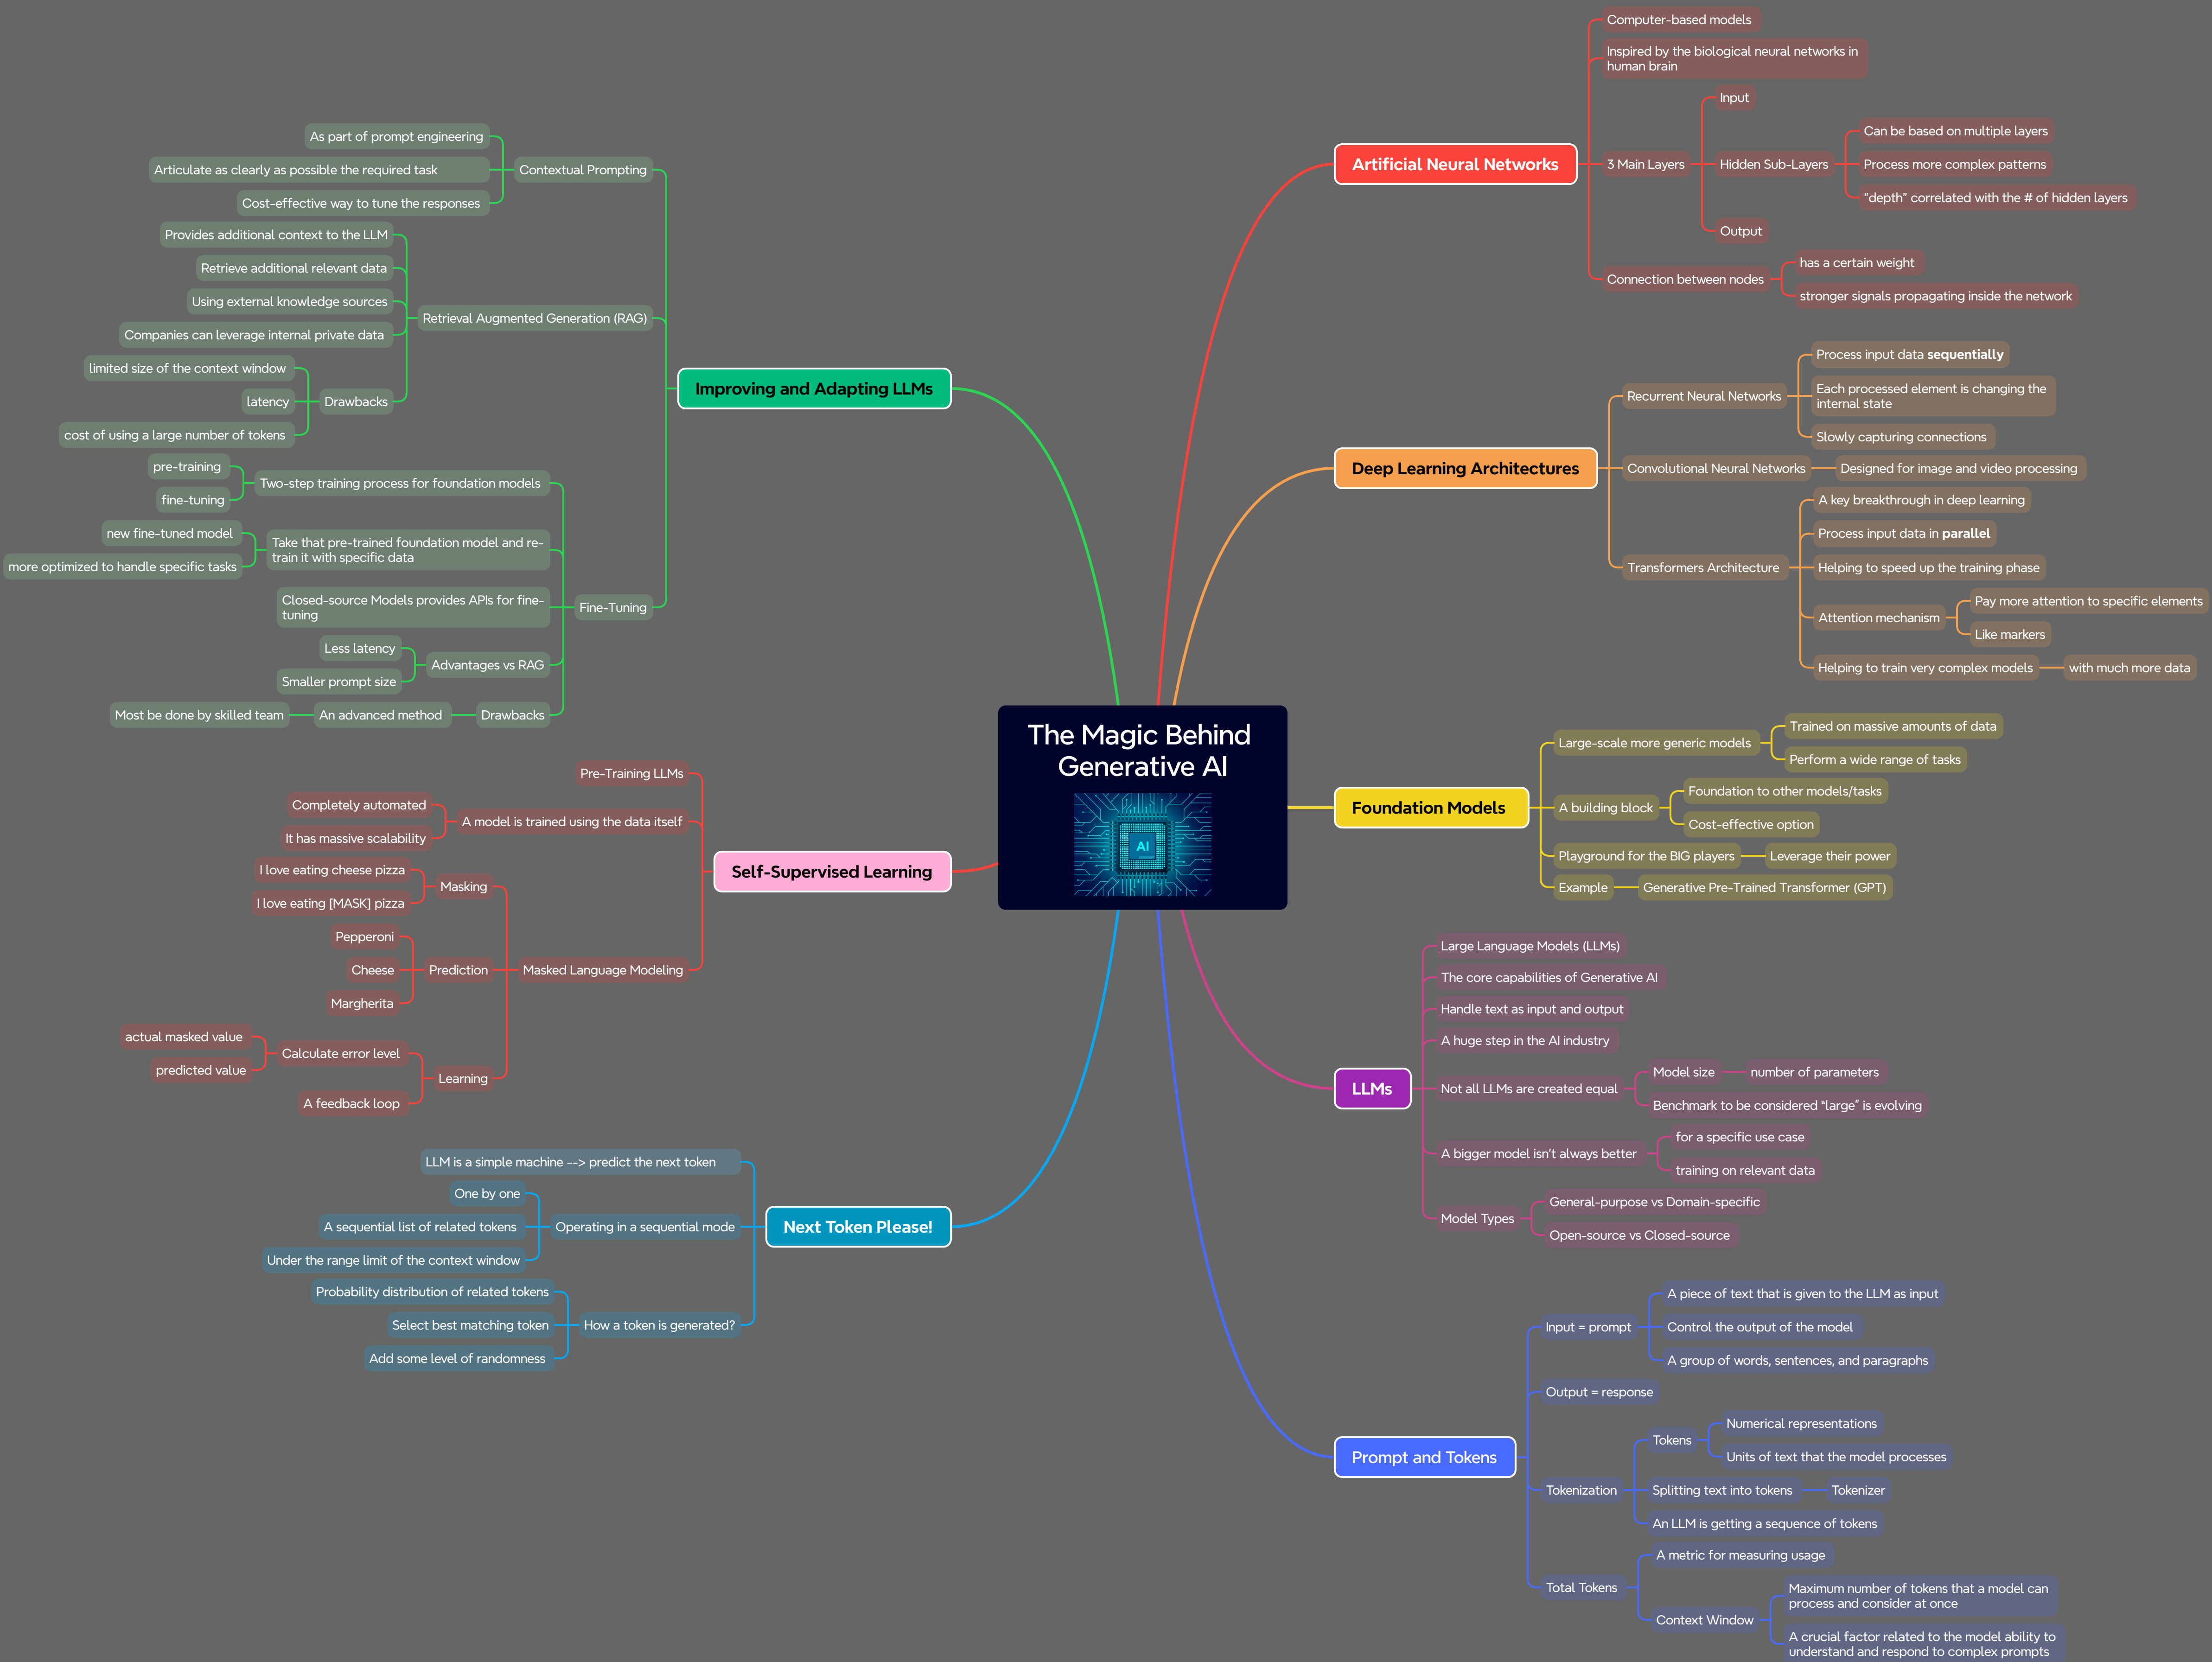 The Magic Behind
Generative AI
AI
Artificial Neural Networks
Computer-based models
Inspired by the biological neural networks in
human brain
3 Main Layers
Input
Hidden Sub-Layers
Can be based on multiple layers
Process more complex patterns
"depth" correlated with the # of hidden layers
Output
Connection between nodes
has a certain weight
stronger signals propagating inside the network
Deep Learning Architectures
Recurrent Neural Networks
Process input data sequentially
Each processed element is changing the
internal state
Slowly capturing connections
Convolutional Neural Networks
Designed for image and video processing
Transformers Architecture
A key breakthrough in deep learning
Process input data in parallel
Helping to speed up the training phase
Attention mechanism
Pay more attention to specific elements
Like markers
Helping to train very complex models
with much more data
Foundation Models
Large-scale more generic models
Trained on massive amounts of data
Perform a wide range of tasks
A building block
Foundation to other models/tasks
Cost-effective option
Playground for the BIG players
Leverage their power
Example
Generative Pre-Trained Transformer (GPT)
LLMs
Large Language Models (LLMs)
The core capabilities of Generative AI
Handle text as input and output
A huge step in the AI industry
Not all LLMs are created equal
Model size
number of parameters
Benchmark to be considered "large" is evolving
A bigger model isn't always better
for a specific use case
training on relevant data
Model Types
General-purpose vs Domain-specific
Open-source vs Closed-source
Prompt and Tokens
Input = prompt
A piece of text that is given to the LLM as input
Control the output of the model
A group of words, sentences, and paragraphs
Output = response
Tokenization
Tokens
Numerical representations
Units of text that the model processes
Splitting text into tokens
Tokenizer
An LLM is getting a sequence of tokens
Total Tokens
A metric for measuring usage
Context Window
Maximum number of tokens that a model can
process and consider at once
A crucial factor related to the model ability to
understand and respond to complex prompts
Improving and Adapting LLMs
Contextual Prompting
As part of prompt engineering
Articulate as clearly as possible the required task
Cost-effective way to tune the responses
Retrieval Augmented Generation (RAG)
Provides additional context to the LLM
Retrieve additional relevant data
Using external knowledge sources
Companies can leverage internal private data
Drawbacks
limited size of the context window
latency
cost of using a large number of tokens
Fine-Tuning
Two-step training process for foundation models
pre-training
fine-tuning
Take that pre-trained foundation model and re-
train it with specific data
new fine-tuned model
more optimized to handle specific tasks
Closed-source Models provides APIs for fine-
tuning
Advantages vs RAG
Less latency
Smaller prompt size
Drawbacks
An advanced method
Most be done by skilled team
Self-Supervised Learning
Pre-Training LLMs
A model is trained using the data itself
Completely automated
It has massive scalability
Masked Language Modeling
Masking
I love eating cheese pizza
I love eating [MASK] pizza
Prediction
Pepperoni
Cheese
Margherita
Learning
Calculate error level
actual masked value
predicted value
A feedback loop
Next Token Please!
LLM is a simple machine --> predict the next token
Operating in a sequential mode
One by one
A sequential list of related tokens
Under the range limit of the context window
How a token is generated?
Probability distribution of related tokens
Select best matching token
Add some level of randomness